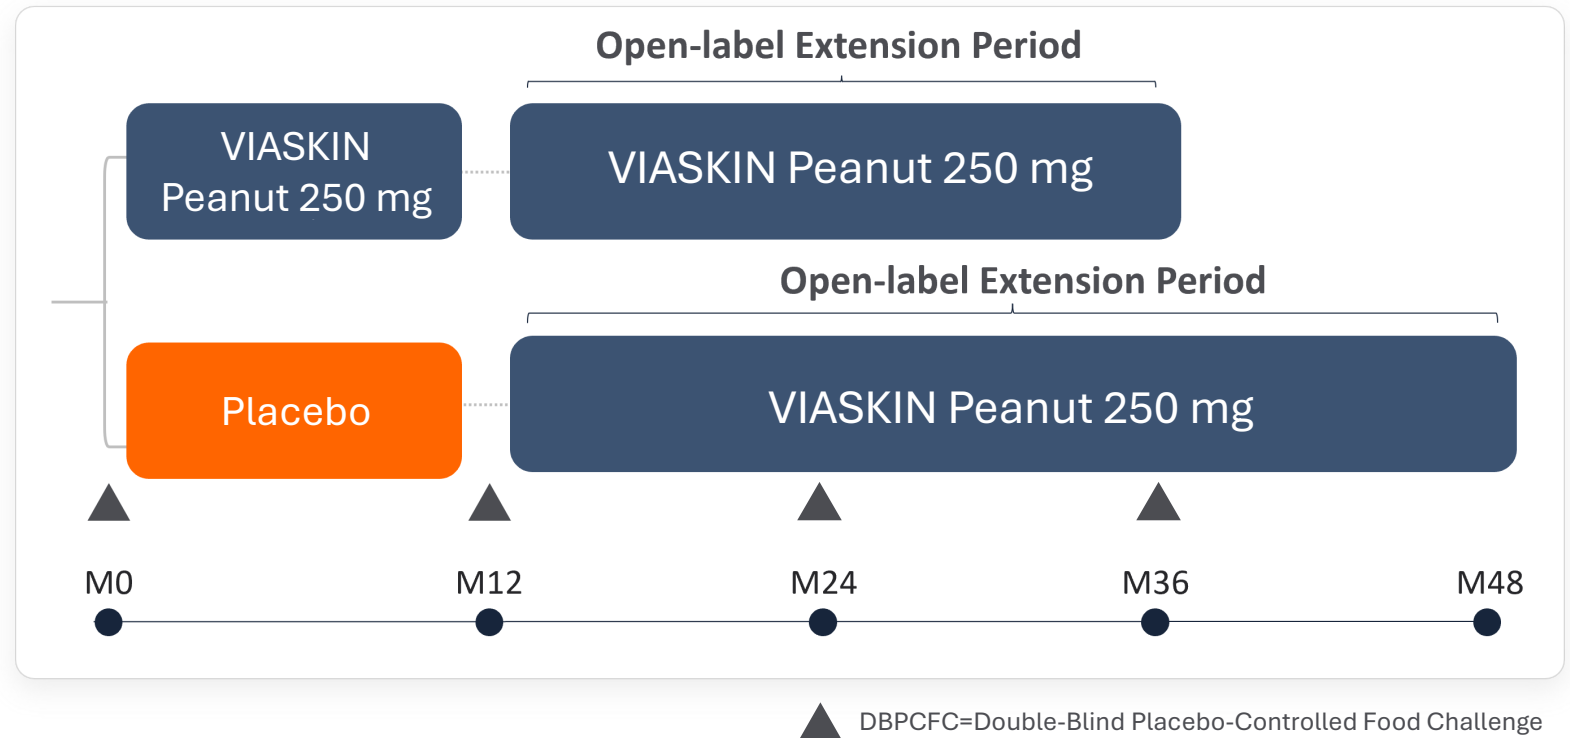 Open-label Extension Period
VIASKIN
Peanut 250 mg
VIASKIN Peanut 250 mg
Open-label Extension Period
Placebo
VIASKIN Peanut 250 mg
M0
M12
M24
M36
M48
DBPCFC=Double-Blind Placebo-Controlled Food Challenge